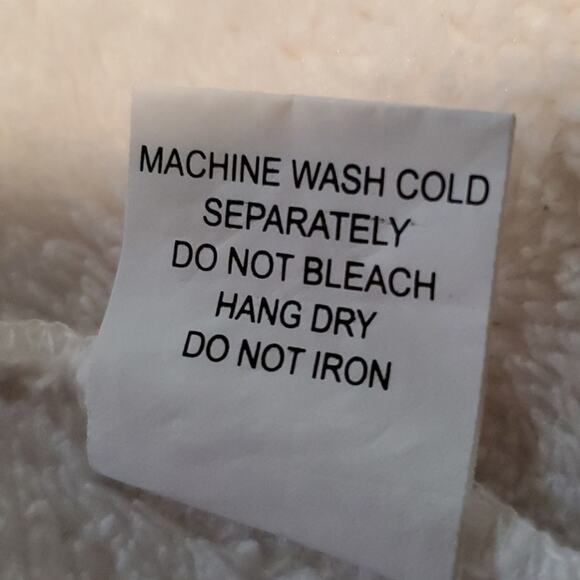 MACHINE WASH COLD
SEPARATELY
DO NOT BLEACH
HANG DRY
DO NOT IRON